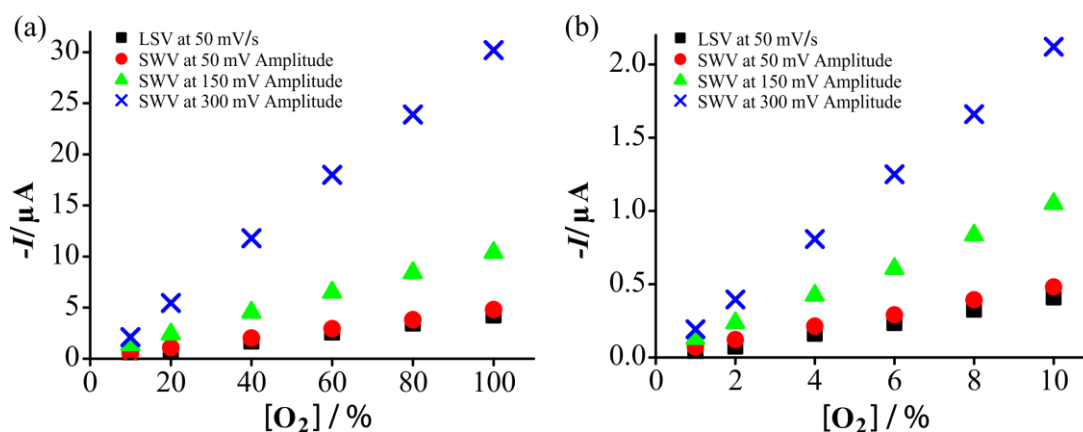 (a)
LSV at 50 mV/s
SWV at 50 mV Amplitude
SWV at 150 mV Amplitude
SWV at 300 mV Amplitude
30
25
20
15
10
5
0
-I/µA
0 20 40 60 80 100
[O₂] / %
(b)
LSV at 50 mV/s
SWV at 50 mV Amplitude
SWV at 150 mV Amplitude
SWV at 300 mV Amplitude
2.0
1.5
1.0
0.5
0.0
-I/µA
0 2 4 6 8 10
[O₂] / %